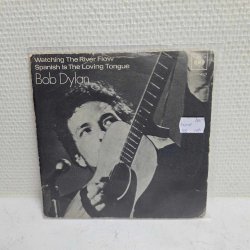 Watching The River Flow
Spanish Is The Loving Tongue
Bob Dylan